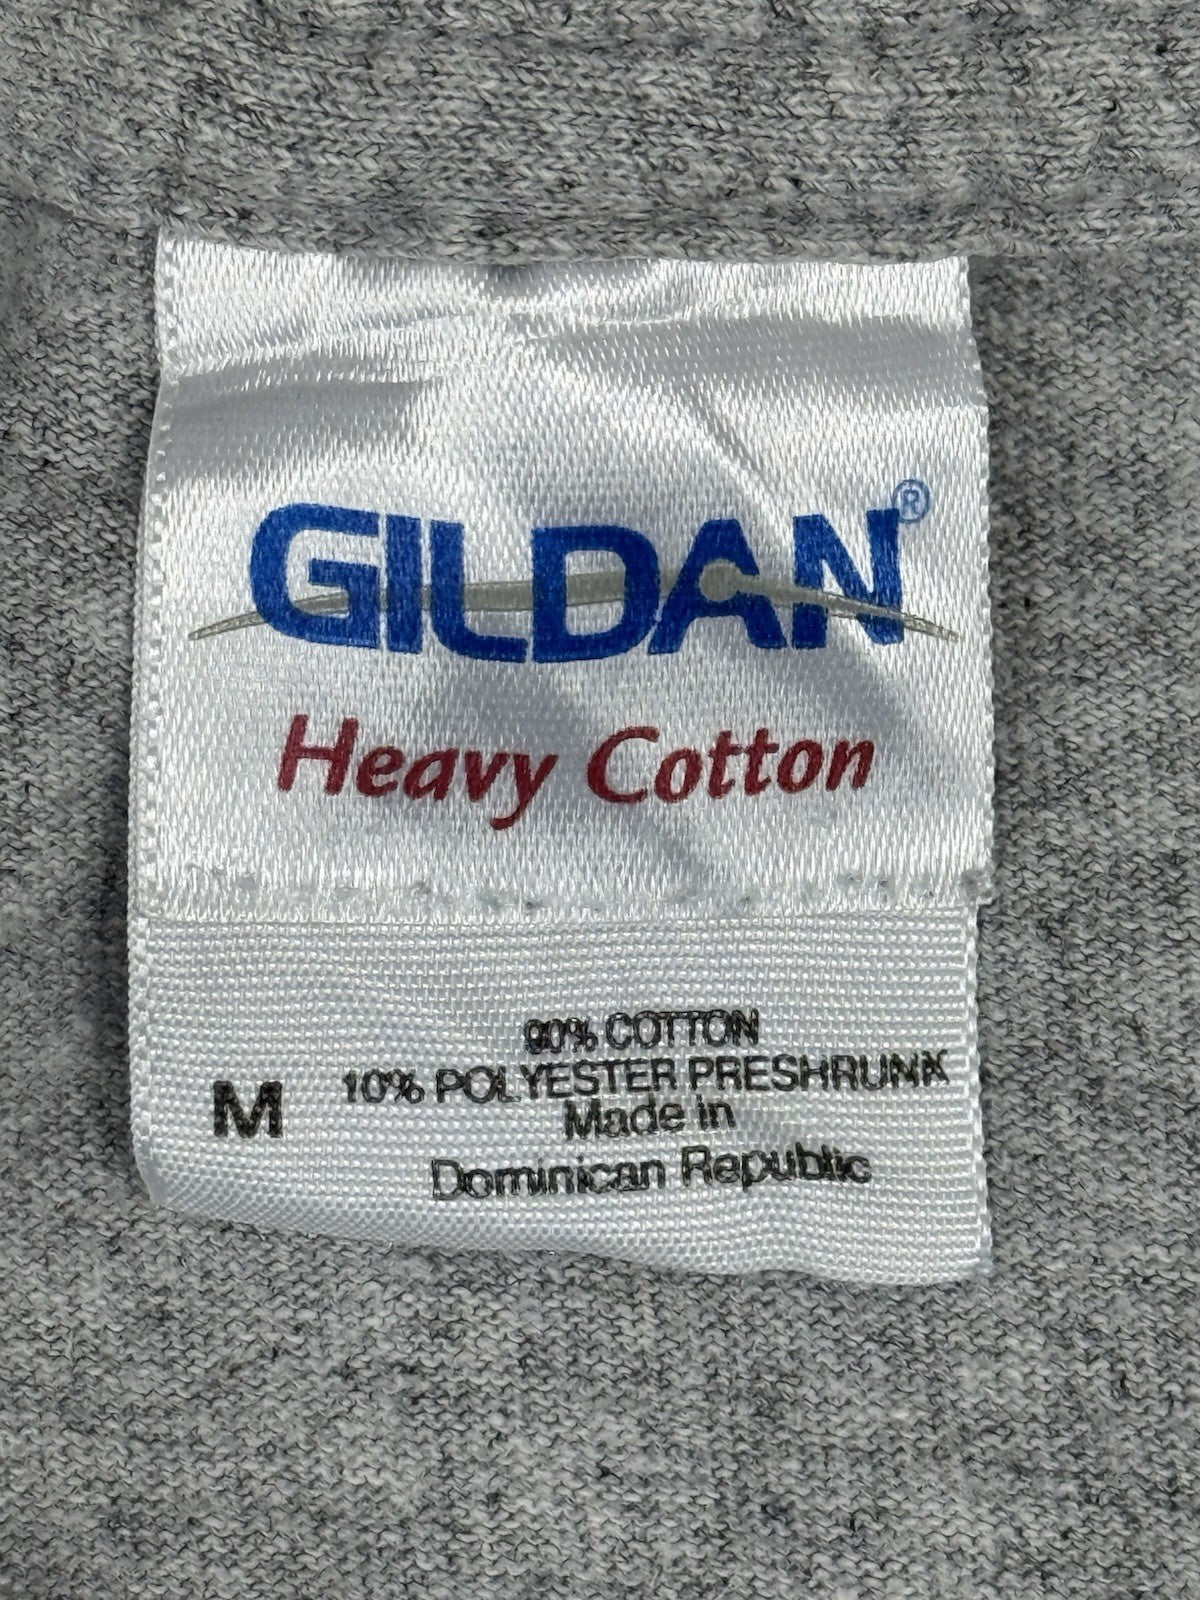 GILDAN®
Heavy Cotton
90% COTTON
M 10% POLYESTER PRESHRUNK
Made in
Dominican Republic